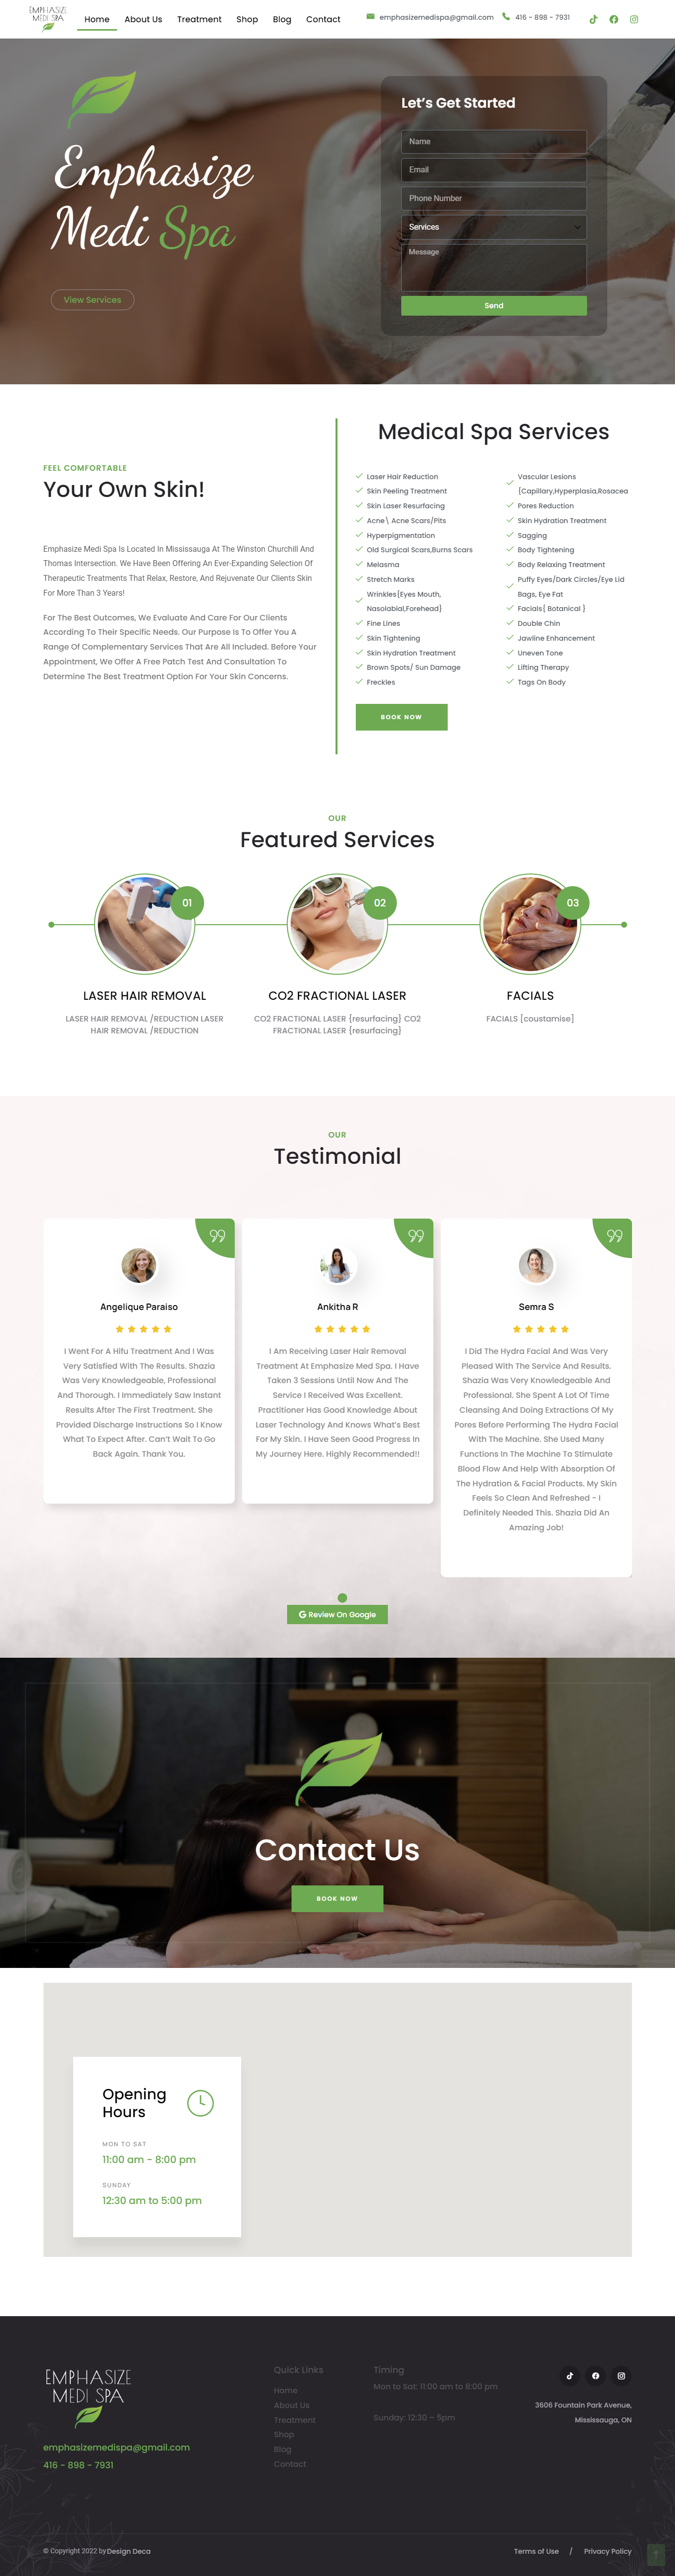 EMPHASIZE
MEDI SPA
Home
About Us
Treatment
Shop
Blog
Contact
emphasizemedispa@gmail.com
416 - 898 - 7931
Emphasize
Medi Spa
View Services
Let's Get Started
Name
Email
Phone Number
Services
Message
Send
FEEL COMFORTABLE
Your Own Skin!
Emphasize Medi Spa Is Located In Mississauga At The Winston Churchill And
Thomas Intersection. We Have Been Offering An Ever-Expanding Selection Of
Therapeutic Treatments That Relax, Restore, And Rejuvenate Our Clients Skin
For More Than 3 Years!
For The Best Outcomes, We Evaluate And Care For Our Clients
According To Their Specific Needs. Our Purpose Is To Offer You A
Range Of Complementary Services That Are All Included. Before Your
Appointment, We Offer A Free Patch Test And Consultation To
Determine The Best Treatment Option For Your Skin Concerns.
Medical Spa Services
Laser Hair Reduction
Skin Peeling Treatment
Skin Laser Resurfacing
Acne\ Acne Scars/Pits
Hyperpigmentation
Old Surgical Scars,Burns Scars
Melasma
Stretch Marks
Wrinkles{Eyes Mouth,
Nasolabial,Forehead}
Fine Lines
Skin Tightening
Skin Hydration Treatment
Brown Spots/ Sun Damage
Freckles
Vascular Lesions
{Capillary,Hyperplasia,Rosacea
Pores Reduction
Skin Hydration Treatment
Sagging
Body Tightening
Body Relaxing Treatment
Puffy Eyes/Dark Circles/Eye Lid
Bags, Eye Fat
Facials{ Botanical }
Double Chin
Jawline Enhancement
Uneven Tone
Lifting Therapy
Tags On Body
BOOK NOW
OUR
Featured Services
01
02
03
LASER HAIR REMOVAL
LASER HAIR REMOVAL /REDUCTION LASER
HAIR REMOVAL /REDUCTION
CO2 FRACTIONAL LASER
CO2 FRACTIONAL LASER {resurfacing} CO2
FRACTIONAL LASER {resurfacing}
FACIALS
FACIALS [coustamise]
OUR
Testimonial
Angelique Paraiso
I Went For A Hifu Treatment And I Was
Very Satisfied With The Results. Shazia
Was Very Knowledgeable, Professional
And Thorough. I Immediately Saw Instant
Results After The First Treatment. She
Provided Discharge Instructions So I Know
What To Expect After. Can't Wait To Go
Back Again. Thank You.
Ankitha R
I Am Receiving Laser Hair Removal
Treatment At Emphasize Med Spa. I Have
Taken 3 Sessions Until Now And The
Service I Received Was Excellent.
Practitioner Has Good Knowledge About
Laser Technology And Knows What's Best
For My Skin. I Have Seen Good Progress In
My Journey Here. Highly Recommended!!
Semra S
I Did The Hydra Facial And Was Very
Pleased With The Service And Results.
Shazia Was Very Knowledgeable And
Professional. She Spent A Lot Of Time
Cleansing And Doing Extractions Of My
Pores Before Performing The Hydra Facial
With The Machine. She Used Many
Functions In The Machine To Stimulate
Blood Flow And Help With Absorption Of
The Hydration & Facial Products. My Skin
Feels So Clean And Refreshed - I
Definitely Needed This. Shazia Did An
Amazing Job!
Review On Google
Contact Us
BOOK NOW
Opening
Hours
MON TO SAT
11:00 am - 8:00 pm
SUNDAY
12:30 am to 5:00 pm
EMPHASIZE
MEDI SPA
emphasizemedispa@gmail.com
416 - 898 - 7931
Quick Links
Home
About Us
Treatment
Shop
Blog
Contact
Timing
Mon to Sat: 11:00 am to 8:00 pm
Sunday: 12:30 – 5pm
3606 Fountain Park Avenue,
Mississauga, ON
© Copyright 2022 by Design Deca
Terms of Use / Privacy Policy